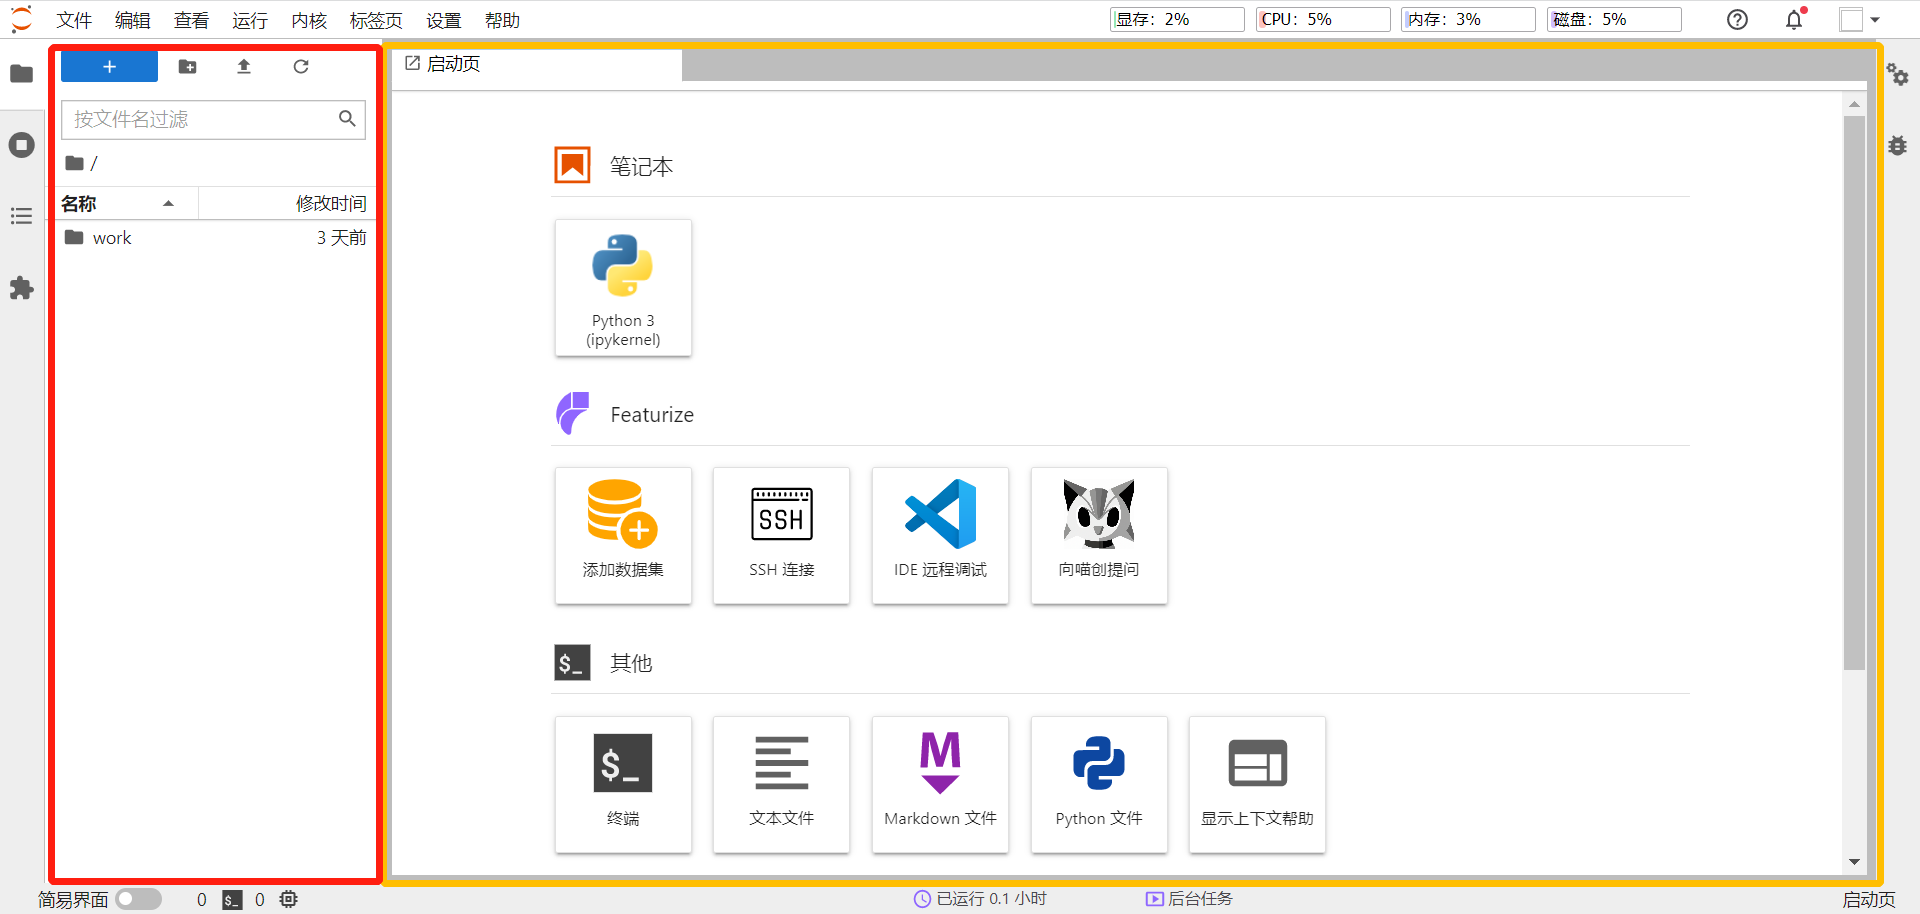 文件 编辑 查看 运行 内核 标签页 设置 帮助 显存：2% CPU：5% 内存：3% 磁盘：5%
启动页
按文件名过滤
/
名称 修改时间
work 3 天前
笔记本
Python 3
(ipykernel)
Featurize
SSH
添加数据集 SSH 连接 IDE 远程调试 向喵创提问
$_ 其他
$_ M
终端 文本文件 Markdown 文件 Python 文件 显示上下文帮助
简易界面 0 $_ 0 已运行 0.1 小时 后台任务 启动页